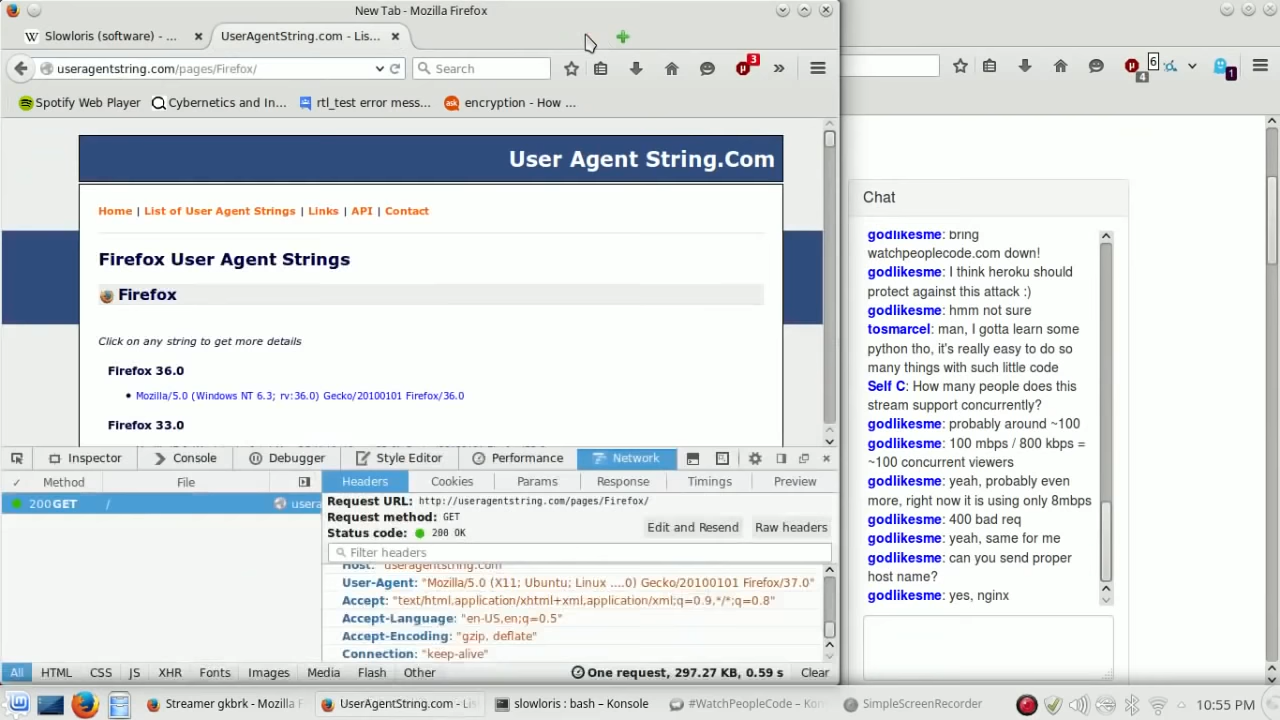 New Tab - Mozilla Firefox
Slowloris (software) - ...
UserAgentString.com - Lis...
useragentstring.com/pages/Firefox/
Search
3
6
4
1
Spotify Web Player
Cybernetics and In...
rtl_test error mess...
ask encryption - How ...
User Agent String.Com
Home | List of User Agent Strings | Links | API | Contact
Firefox User Agent Strings
Firefox
Click on any string to get more details
Firefox 36.0
Mozilla/5.0 (Windows NT 6.3; rv:36.0) Gecko/20100101 Firefox/36.0
Firefox 33.0
Inspector
Console
Debugger
Style Editor
Performance
Network
Method
File
Headers
Cookies
Params
Response
Timings
Preview
200 GET
/
usera
Request URL: http://useragentstring.com/pages/Firefox/
Request method: GET
Status code: 200 OK
Edit and Resend
Raw headers
Filter headers
Host: "useragentstring.com"
User-Agent: "Mozilla/5.0 (X11; Ubuntu; Linux ....0) Gecko/20100101 Firefox/37.0"
Accept: "text/html,application/xhtml+xml,application/xml;q=0.9,*/*;q=0.8"
Accept-Language: "en-US,en;q=0.5"
Accept-Encoding: "gzip, deflate"
Connection: "keep-alive"
All
HTML
CSS
JS
XHR
Fonts
Images
Media
Flash
Other
One request, 297.27 KB, 0.59 s
Clear
Chat
godlikesme: bring
watchpeoplecode.com down!
godlikesme: I think heroku should
protect against this attack :)
godlikesme: hmm not sure
tosmarcel: man, I gotta learn some
python tho, it's really easy to do so
many things with such little code
Self C: How many people does this
stream support concurrently?
godlikesme: probably around ~100
godlikesme: 100 mbps / 800 kbps =
~100 concurrent viewers
godlikesme: yeah, probably even
more, right now it is using only 8mbps
godlikesme: 400 bad req
godlikesme: yeah, same for me
godlikesme: can you send proper
host name?
godlikesme: yes, nginx
Streamer gkbrk - Mozilla F
UserAgentString.com - Lis
slowloris : bash – Konsole
#WatchPeopleCode – Kon
SimpleScreenRecorder
10:55 PM